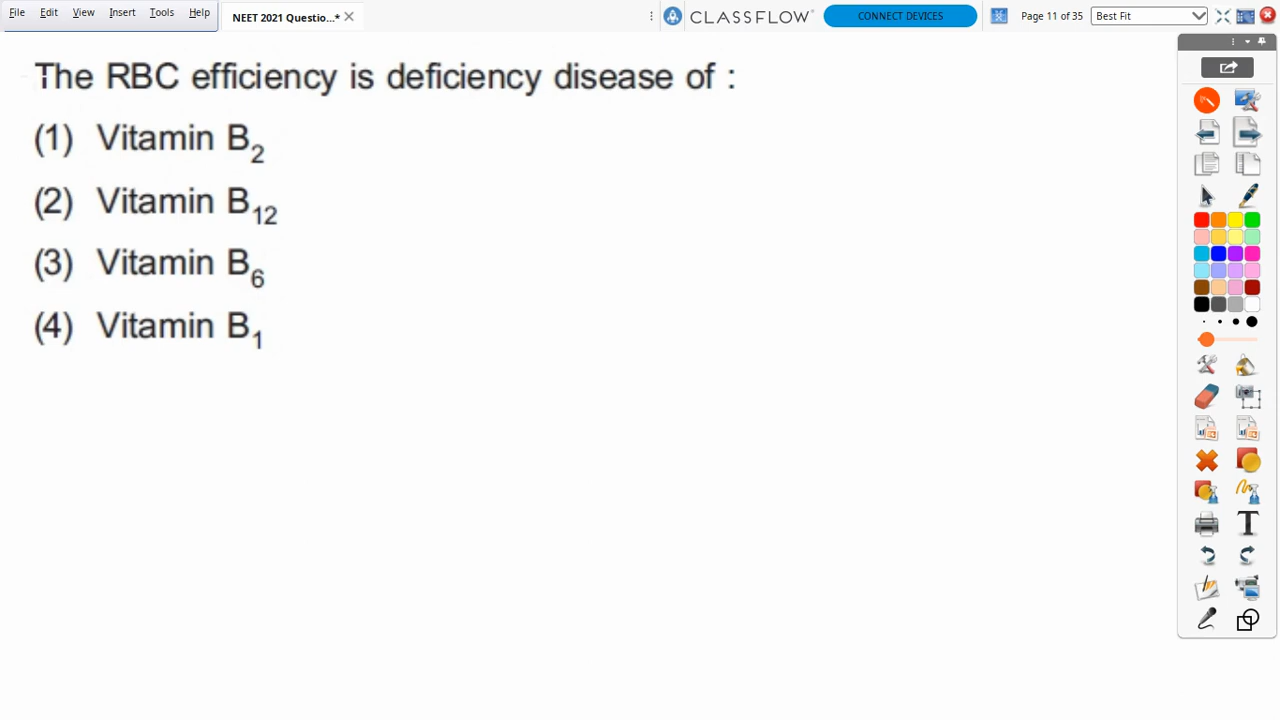 File Edit View Insert Tools Help NEET 2021 Questio...* CLASSFLOW CONNECT DEVICES Page 11 of 35 Best Fit
The RBC efficiency is deficiency disease of :
(1) Vitamin B2
(2) Vitamin B12
(3) Vitamin B6
(4) Vitamin B1
T